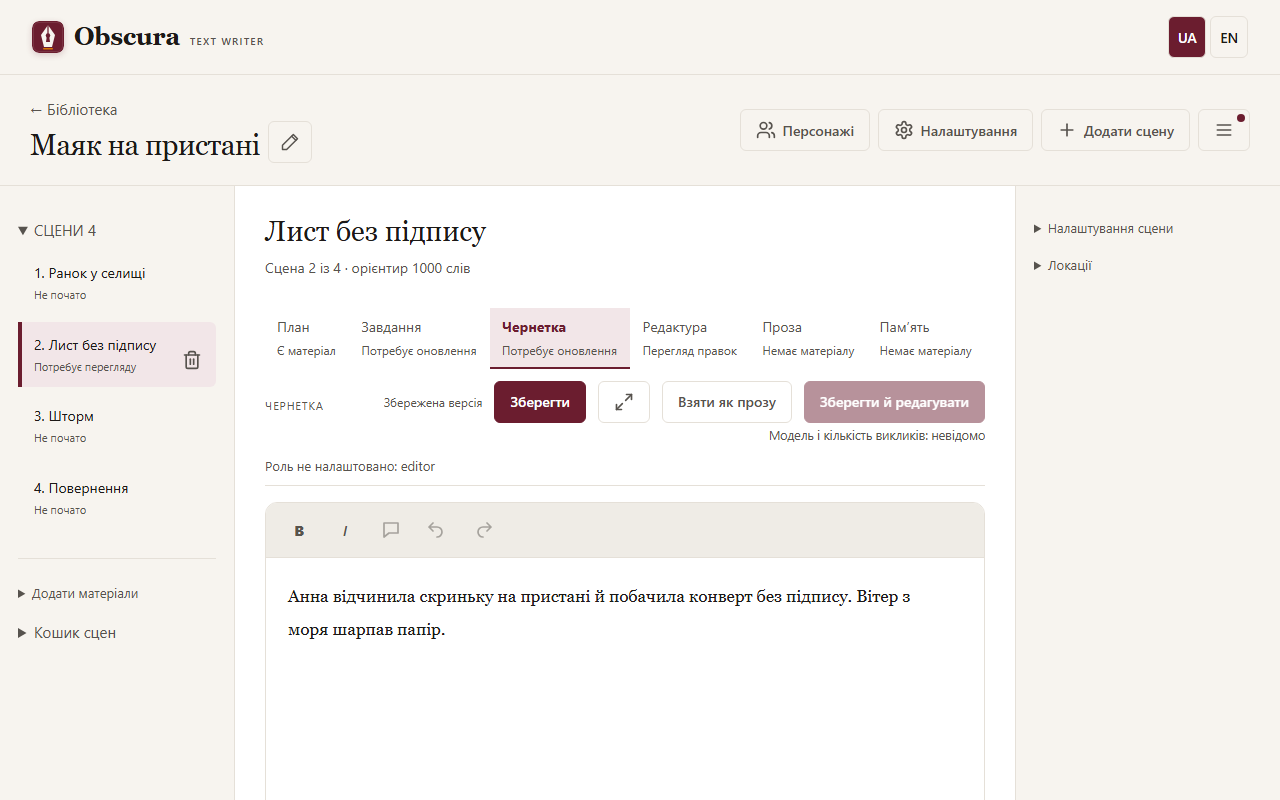 Obscura TEXT WRITER
UA EN
← Бібліотека
Маяк на пристані
Персонажі
Налаштування
Додати сцену
СЦЕНИ 4
1. Ранок у селищі
Не почато
2. Лист без підпису
Потребує перегляду
3. Шторм
Не почато
4. Повернення
Не почато
Додати матеріали
Кошик сцен
Лист без підпису
Сцена 2 із 4 · орієнтир 1000 слів
План
Є матеріал
Завдання
Потребує оновлення
Чернетка
Потребує оновлення
Редактура
Перегляд правок
Проза
Немає матеріалу
Пам’ять
Немає матеріалу
ЧЕРНЕТКА
Збережена версія
Зберегти
Взяти як прозу
Зберегти й редагувати
Модель і кількість викликів: невідомо
Роль не налаштовано: editor
B I
Анна відчинила скриньку на пристані й побачила конверт без підпису. Вітер з
моря шарпав папір.
Налаштування сцени
Локації